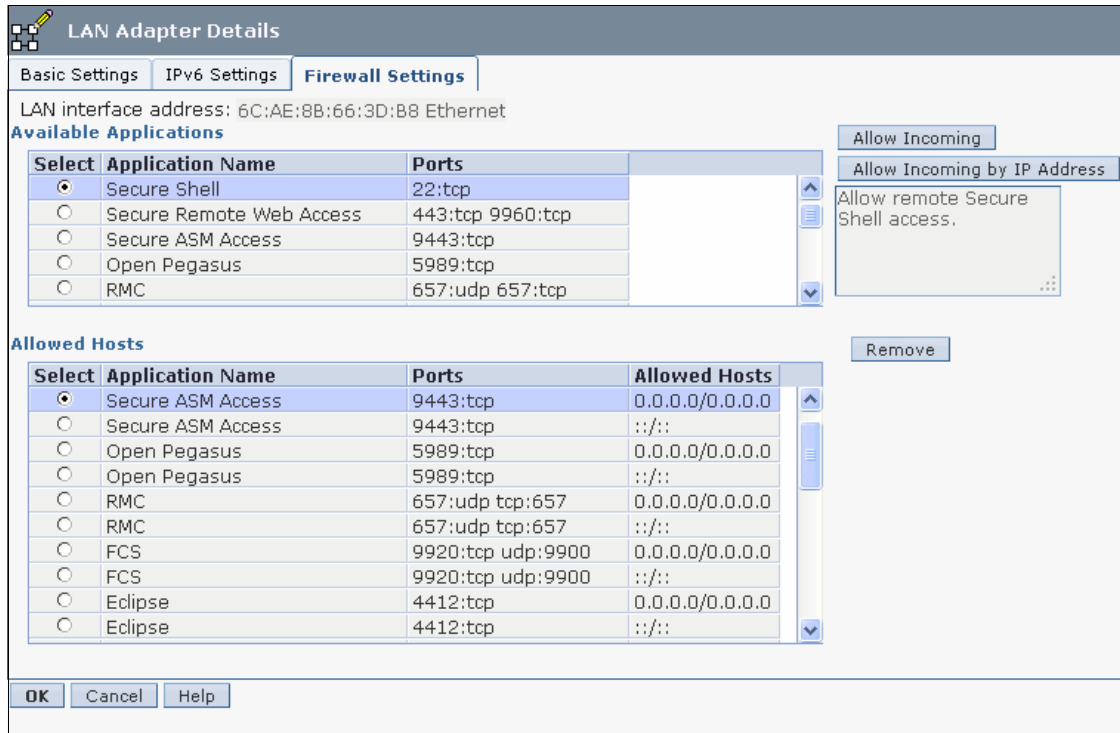 LAN Adapter Details
Basic Settings IPv6 Settings Firewall Settings
LAN interface address: 6C:AE:8B:66:3D:B8 Ethernet
Available Applications
Allow Incoming
Allow Incoming by IP Address
Allow remote Secure
Shell access.
Select Application Name Ports
Secure Shell 22:tcp
Secure Remote Web Access 443:tcp 9960:tcp
Secure ASM Access 9443:tcp
Open Pegasus 5989:tcp
RMC 657:udp 657:tcp
Allowed Hosts
Remove
Select Application Name Ports Allowed Hosts
Secure ASM Access 9443:tcp 0.0.0.0/0.0.0.0
Secure ASM Access 9443:tcp ::/::
Open Pegasus 5989:tcp 0.0.0.0/0.0.0.0
Open Pegasus 5989:tcp ::/::
RMC 657:udp tcp:657 0.0.0.0/0.0.0.0
RMC 657:udp tcp:657 ::/::
FCS 9920:tcp udp:9900 0.0.0.0/0.0.0.0
FCS 9920:tcp udp:9900 ::/::
Eclipse 4412:tcp 0.0.0.0/0.0.0.0
Eclipse 4412:tcp ::/::
OK Cancel Help